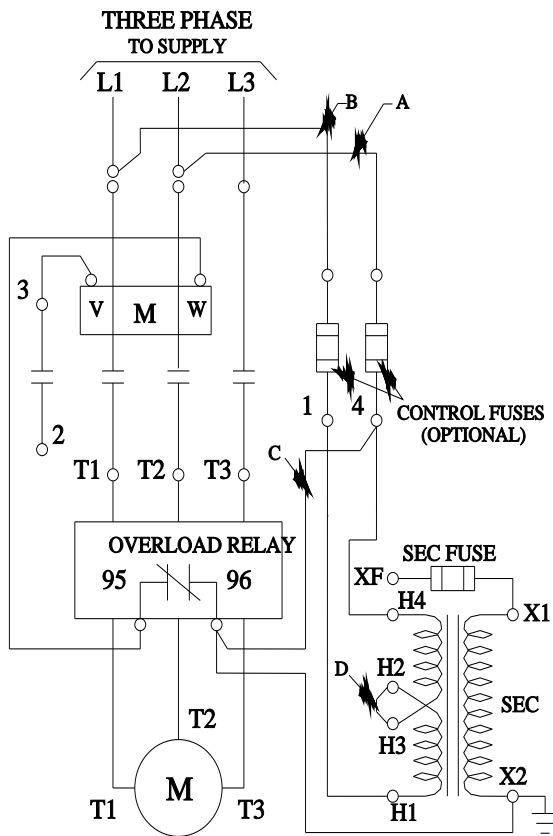 THREE PHASE
TO SUPPLY
L1 L2 L3
B A
3
V M W
2
1 4
CONTROL FUSES
(OPTIONAL)
C
T1 T2 T3
OVERLOAD RELAY
95 96
SEC FUSE
XF
H4 X1
D H2
SEC
H3
T2
X2
M
T1 T3
H1